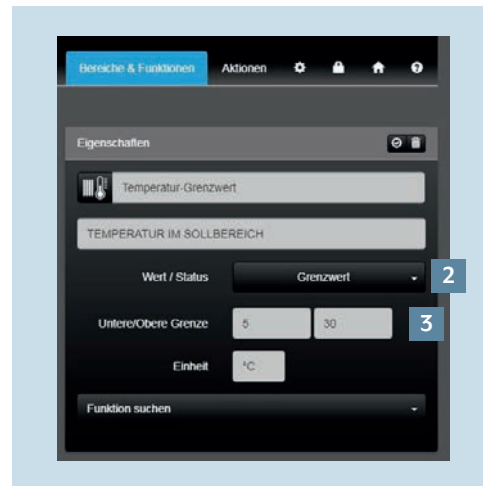 Bereiche & Funktionen Aktionen
Eigenschaften
Temperatur-Grenzwert
TEMPERATUR IM SOLLBEREICH
Wert / Status Grenzwert 2
Untere/Obere Grenze 5 30 3
Einheit °C
Funktion suchen